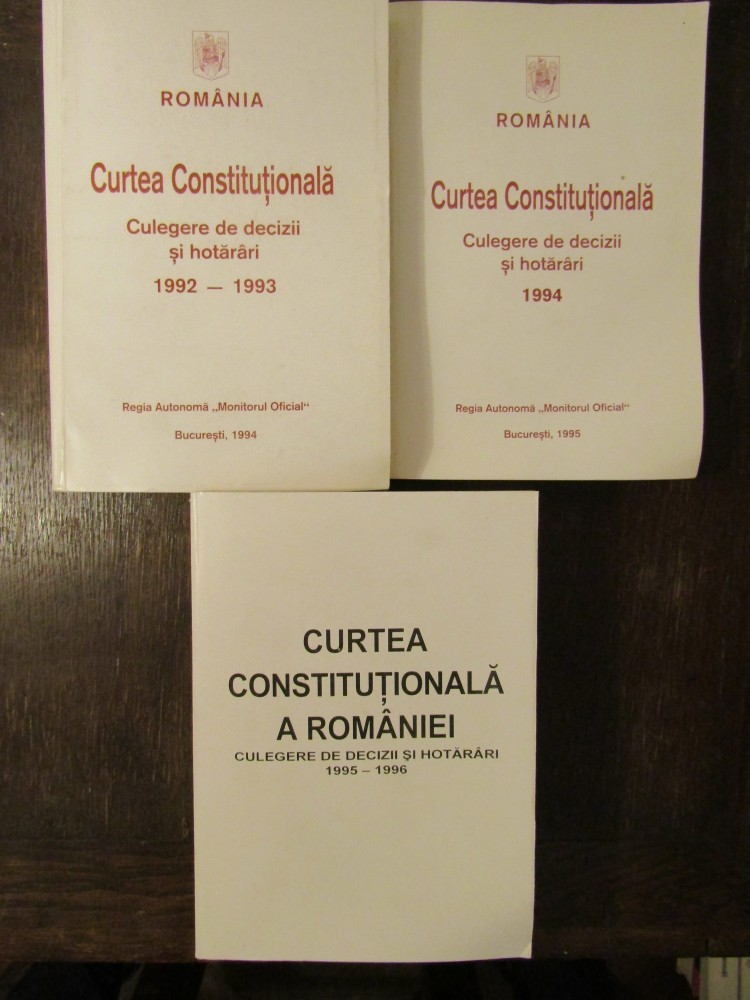 ROMÂNIA
Curtea Constituțională
Culegere de decizii
și hotărâri
1992 — 1993
Regia Autonomă „Monitorul Oficial“
București, 1994
ROMÂNIA
Curtea Constituțională
Culegere de decizii
și hotărâri
1994
Regia Autonomă „Monitorul Oficial“
București, 1995
CURTEA
CONSTITUȚIONALĂ
A ROMÂNIEI
CULEGERE DE DECIZII ȘI HOTĂRÂRI
1995 – 1996